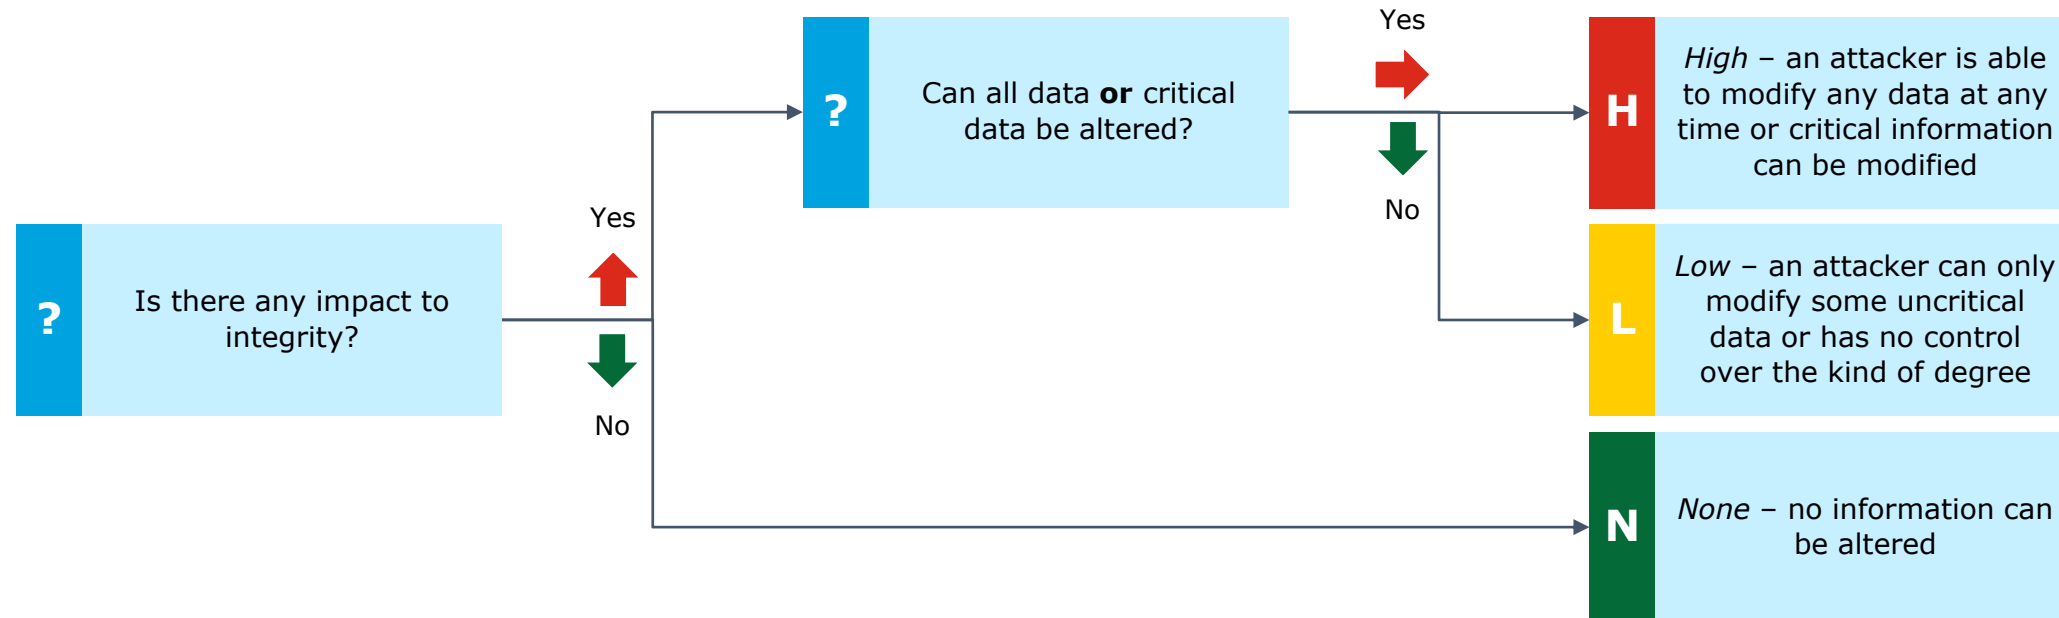 ?
Is there any impact to
integrity?
Yes
No
?
Can all data or critical
data be altered?
Yes
No
H
High – an attacker is able
to modify any data at any
time or critical information
can be modified
L
Low – an attacker can only
modify some uncritical
data or has no control
over the kind of degree
N
None – no information can
be altered